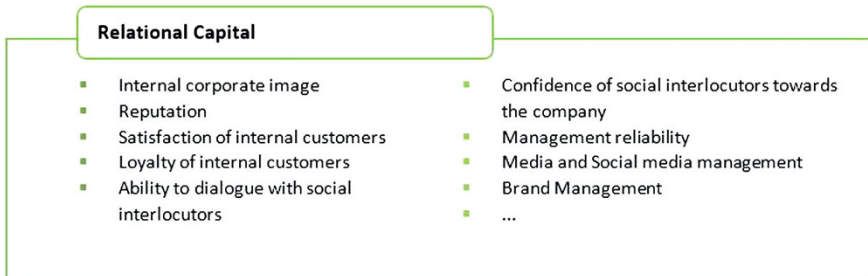 Relational Capital
Internal corporate image
Reputation
Satisfaction of internal customers
Loyalty of internal customers
Ability to dialogue with social
interlocutors
Confidence of social interlocutors towards
the company
Management reliability
Media and Social media management
Brand Management
...